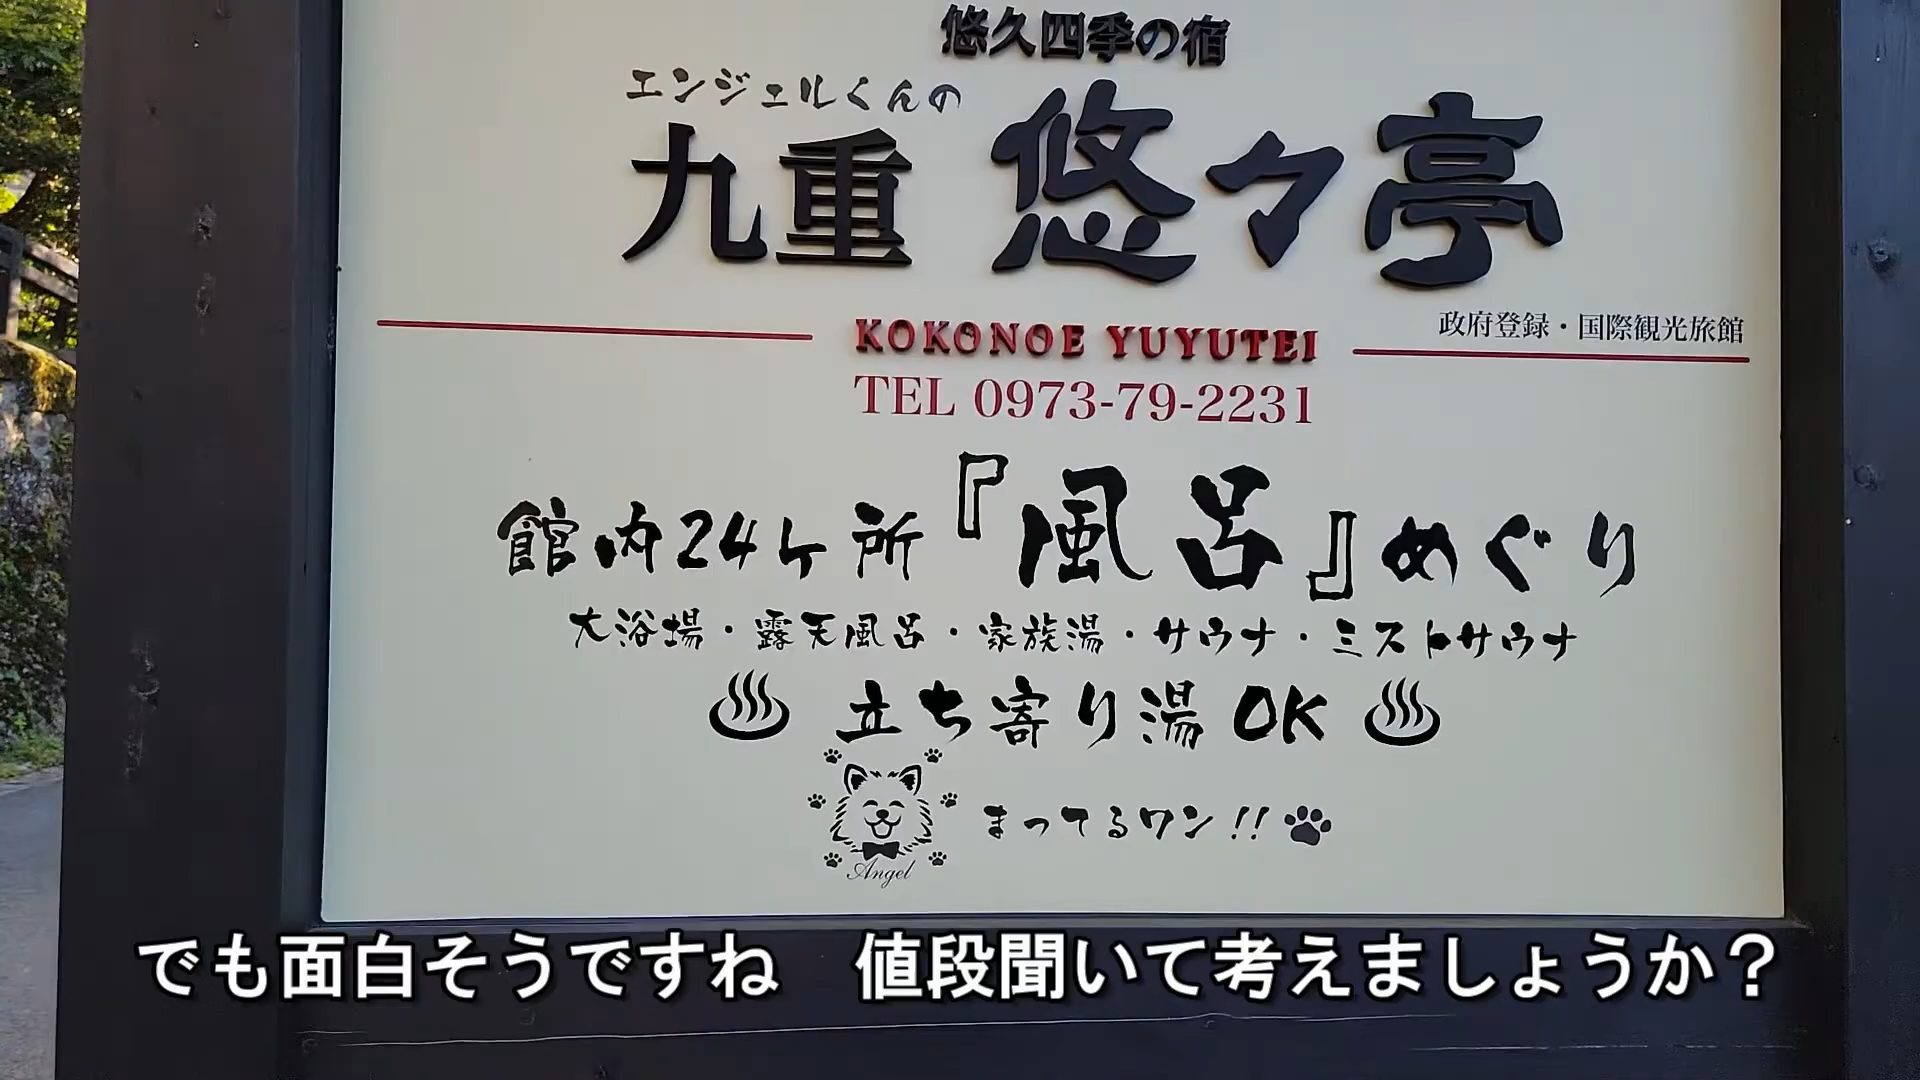 悠久四季の宿
エンジェルくんの
九重 悠々亭
政府登録・国際観光旅館
KOKONOE YUYUTEI
TEL 0973-79-2231
館内24ヶ所『風呂』めぐり
大浴場・露天風呂・家族湯・サウナ・ミストサウナ
♨ 立ち寄り湯OK ♨
まってるワン!!
Angel
でも面白そうですね　値段聞いて考えましょうか？